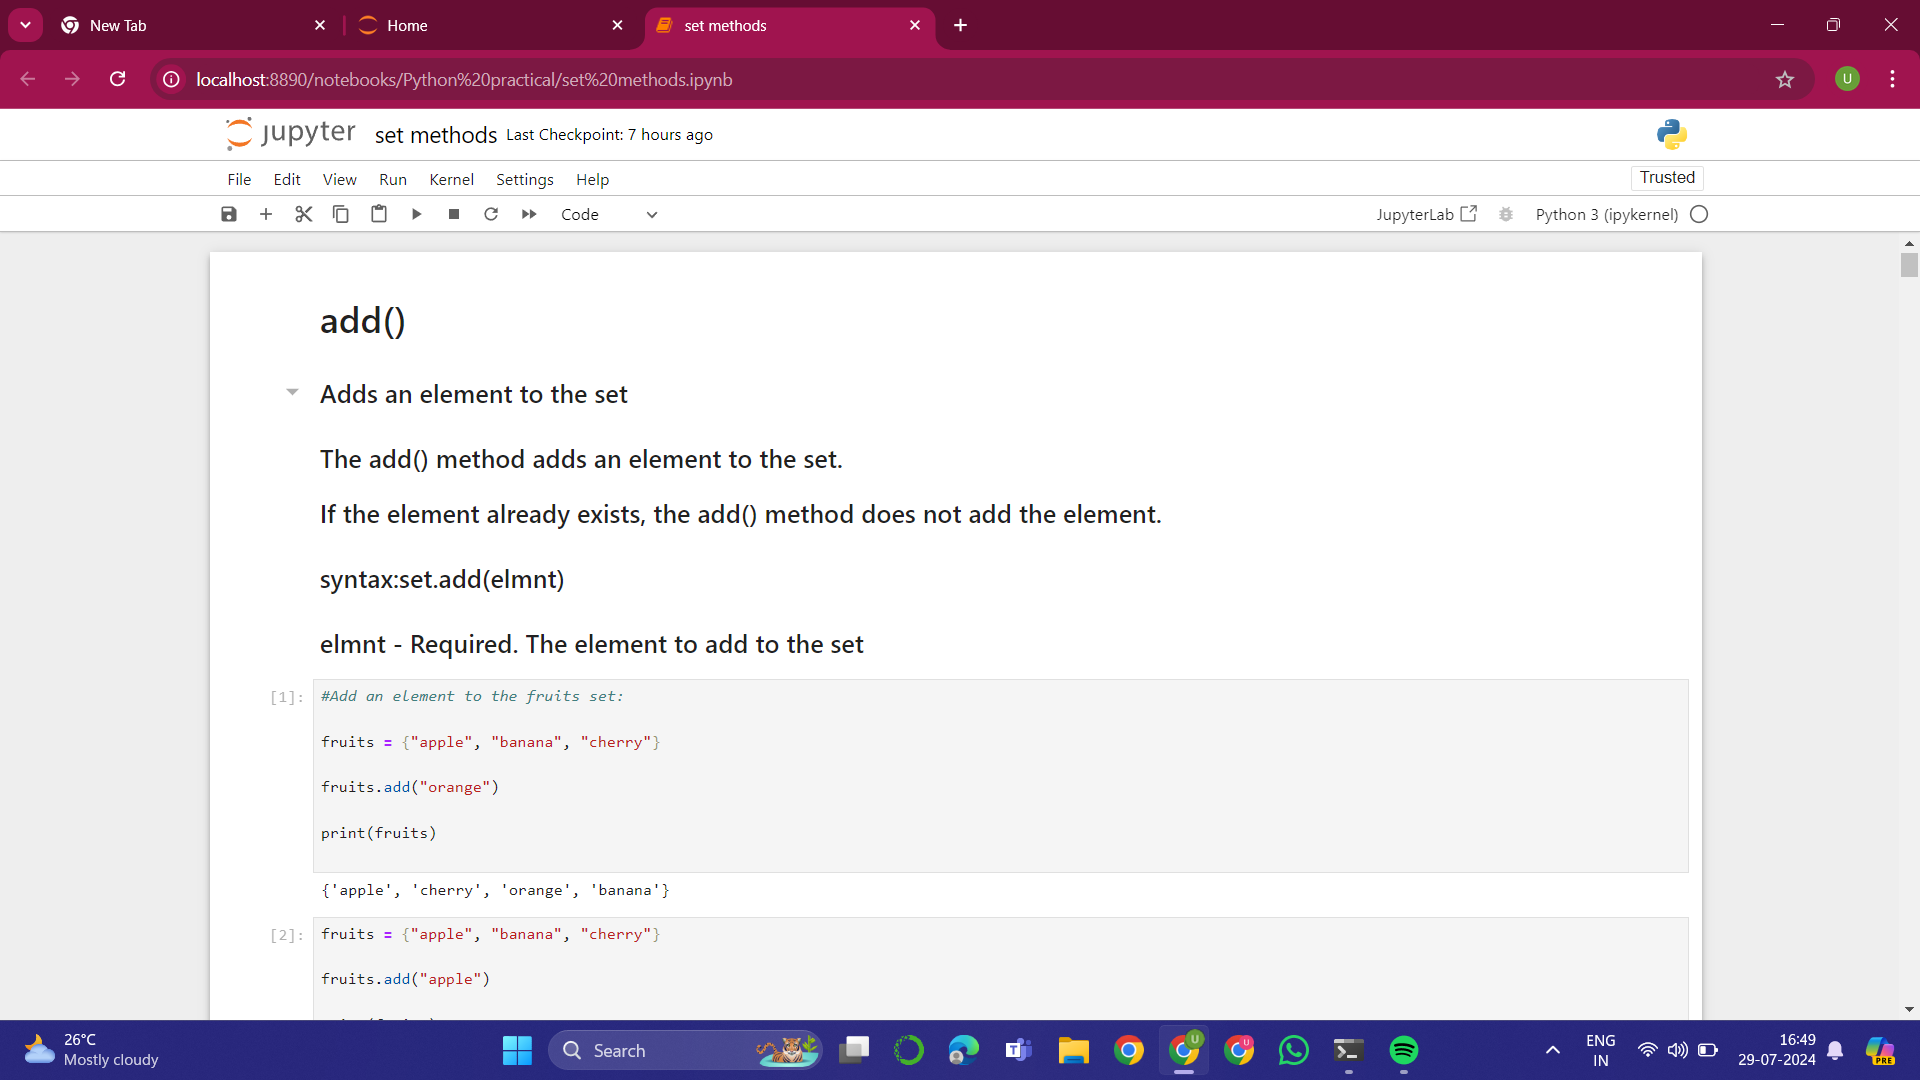 New Tab
Home
set methods
localhost:8890/notebooks/Python%20practical/set%20methods.ipynb
U
jupyter set methods Last Checkpoint: 7 hours ago
File Edit View Run Kernel Settings Help
Trusted
Code
JupyterLab
Python 3 (ipykernel)
add()
Adds an element to the set
The add() method adds an element to the set.
If the element already exists, the add() method does not add the element.
syntax:set.add(elmnt)
elmnt - Required. The element to add to the set
[1]: #Add an element to the fruits set:
fruits = {"apple", "banana", "cherry"}
fruits.add("orange")
print(fruits)
{'apple', 'cherry', 'orange', 'banana'}
[2]: fruits = {"apple", "banana", "cherry"}
fruits.add("apple")
26°C
Mostly cloudy
Search
U
U
ENG
IN
16:49
29-07-2024
PRE